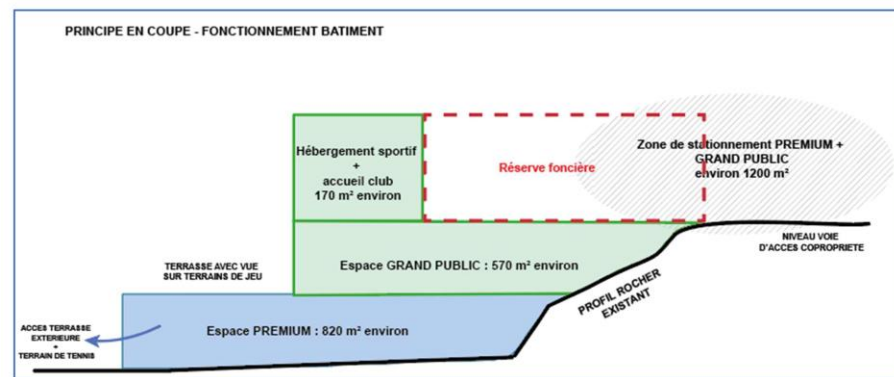 PRINCIPE EN COUPE - FONCTIONNEMENT BATIMENT
Hébergement sportif
+
accueil club
170 m² environ
Réserve foncière
Zone de stationnement PREMIUM +
GRAND PUBLIC
environ 1200 m²
NIVEAU VOIE
D'ACCES COPROPRIETE
TERRASSE AVEC VUE
SUR TERRAINS DE JEU
Espace GRAND PUBLIC : 570 m² environ
PROFIL ROCHER
EXISTANT
ACCES TERRASSE
EXTERIEURE
+
TERRAIN DE TENNIS
Espace PREMIUM : 820 m² environ